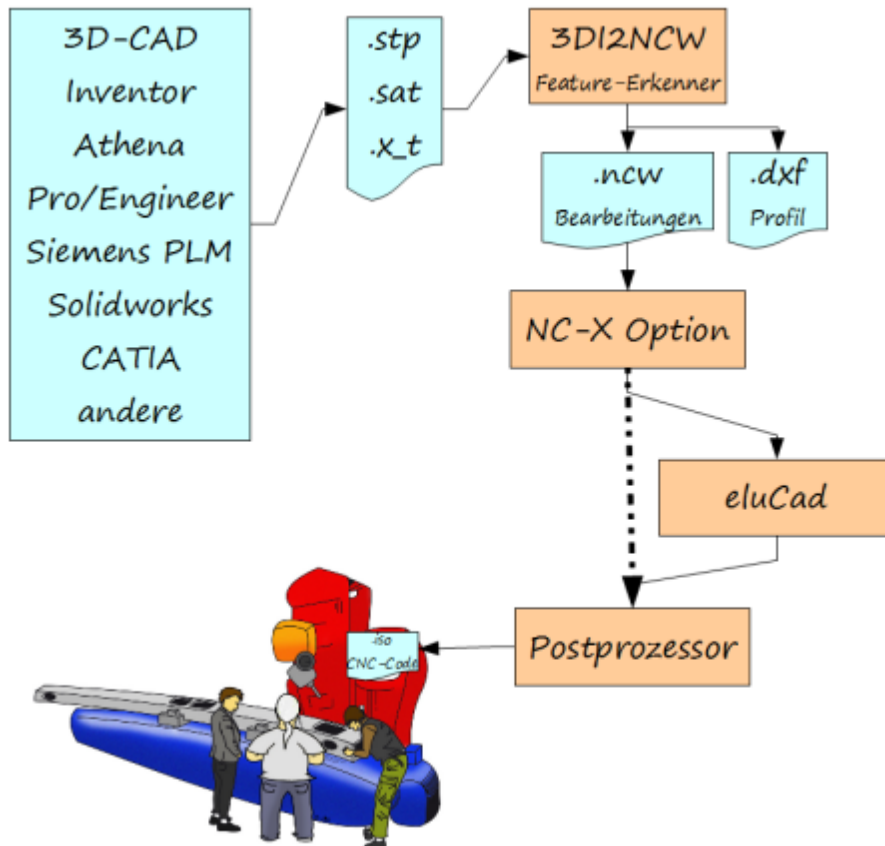 3D-CAD
Inventor
Athena
Pro/Engineer
Siemens PLM
Solidworks
CATIA
andere
.stp
.sat
.x_t
3DI2NCW
Feature-Erkenner
.ncw
Bearbeitungen
.dxf
Profil
NC-X Option
eluCad
Postprozessor
.iso
CNC-Code